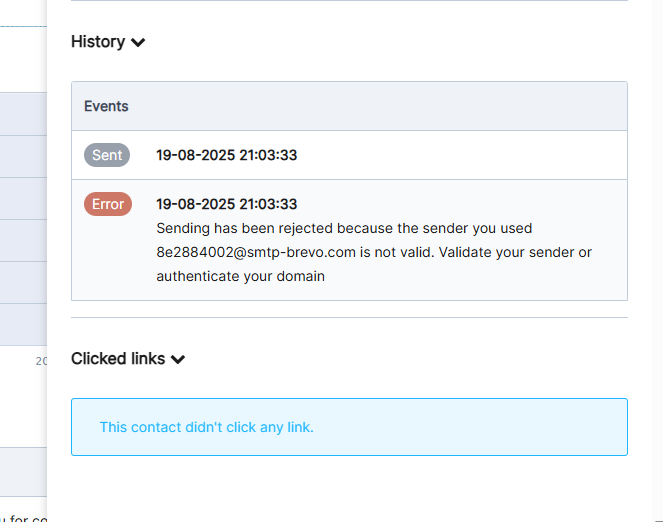 History
Events
Sent 19-08-2025 21:03:33
Error 19-08-2025 21:03:33
Sending has been rejected because the sender you used
8e2884002@smtp-brevo.com is not valid. Validate your sender or
authenticate your domain
20
Clicked links
This contact didn't click any link.
u for co